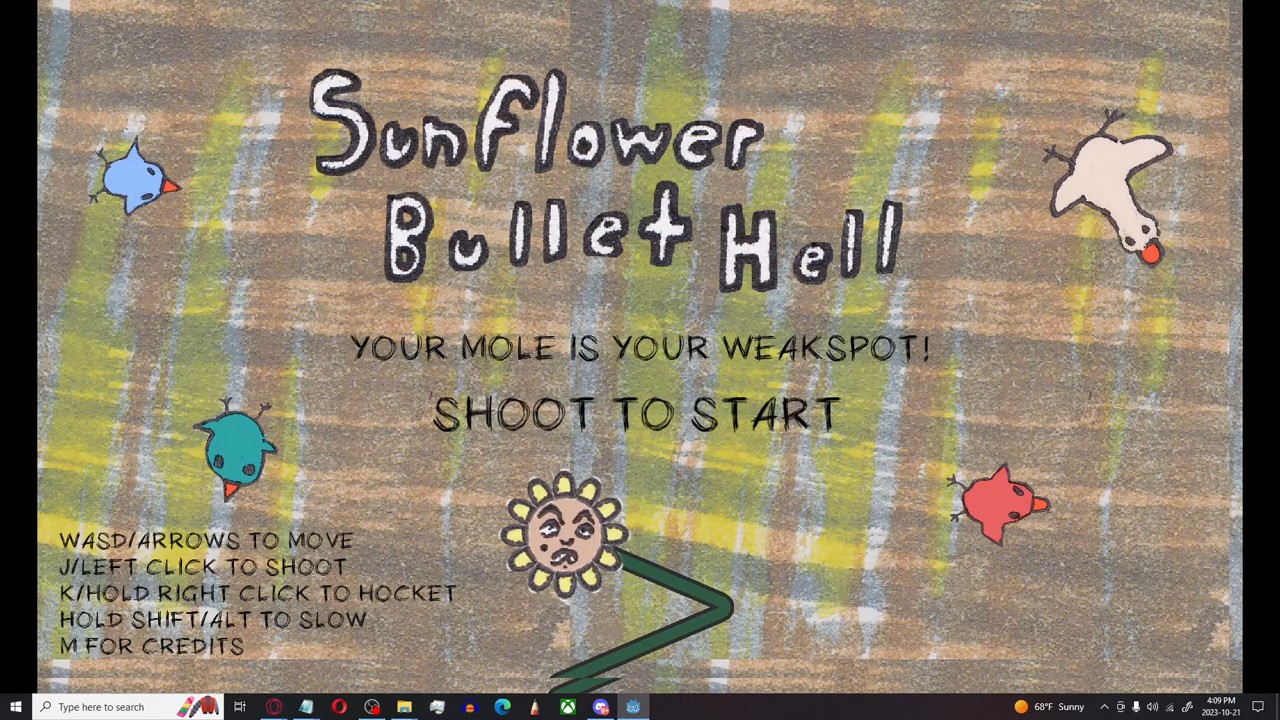 Sunflower
Bullet Hell
YOUR MOLE IS YOUR WEAKSPOT!
SHOOT TO START
WASD/ARROWS TO MOVE
J/LEFT CLICK TO SHOOT
K/HOLD RIGHT CLICK TO HOCKET
HOLD SHIFT/ALT TO SLOW
M FOR CREDITS
Type here to search
68°F Sunny
4:09 PM
2023-10-21